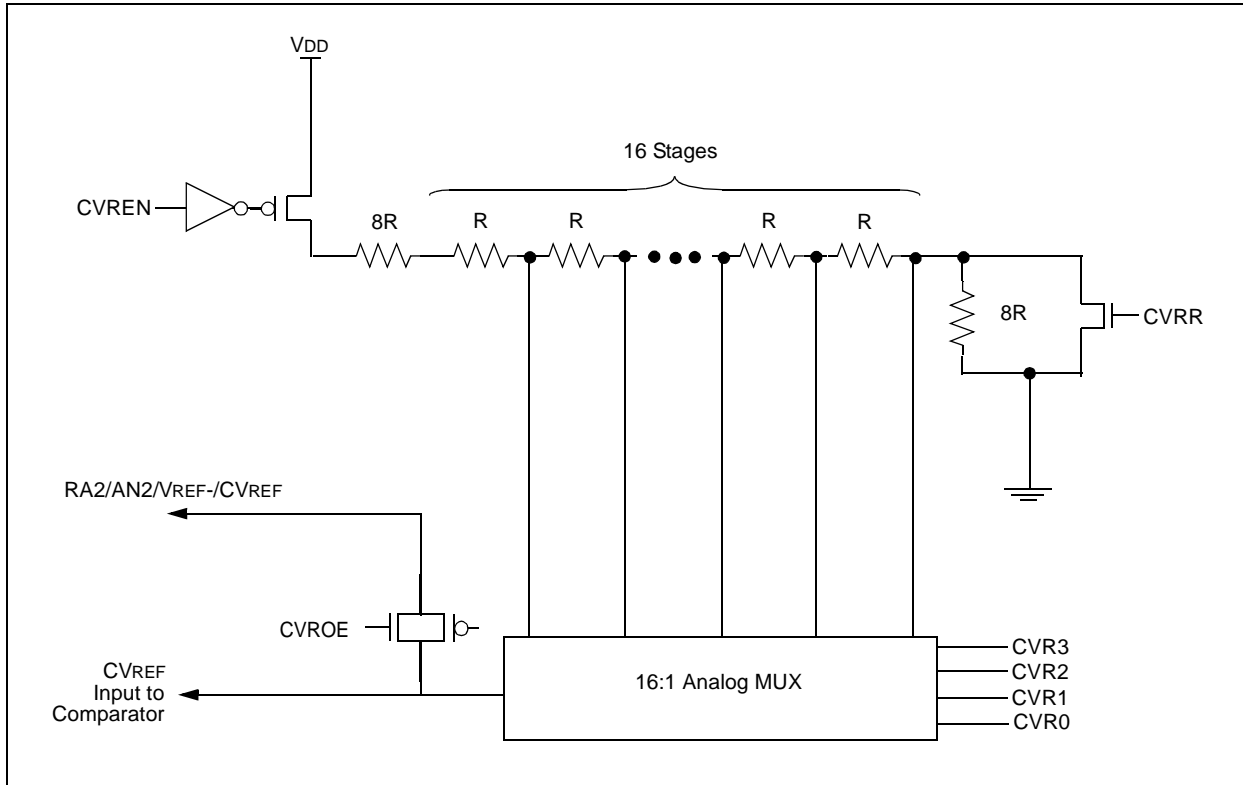 VDD
16 Stages
CVREN
8R
R
R
R
R
8R
CVRR
RA2/AN2/VREF-/CVREF
CVROE
CVREF
Input to
Comparator
16:1 Analog MUX
CVR3
CVR2
CVR1
CVR0